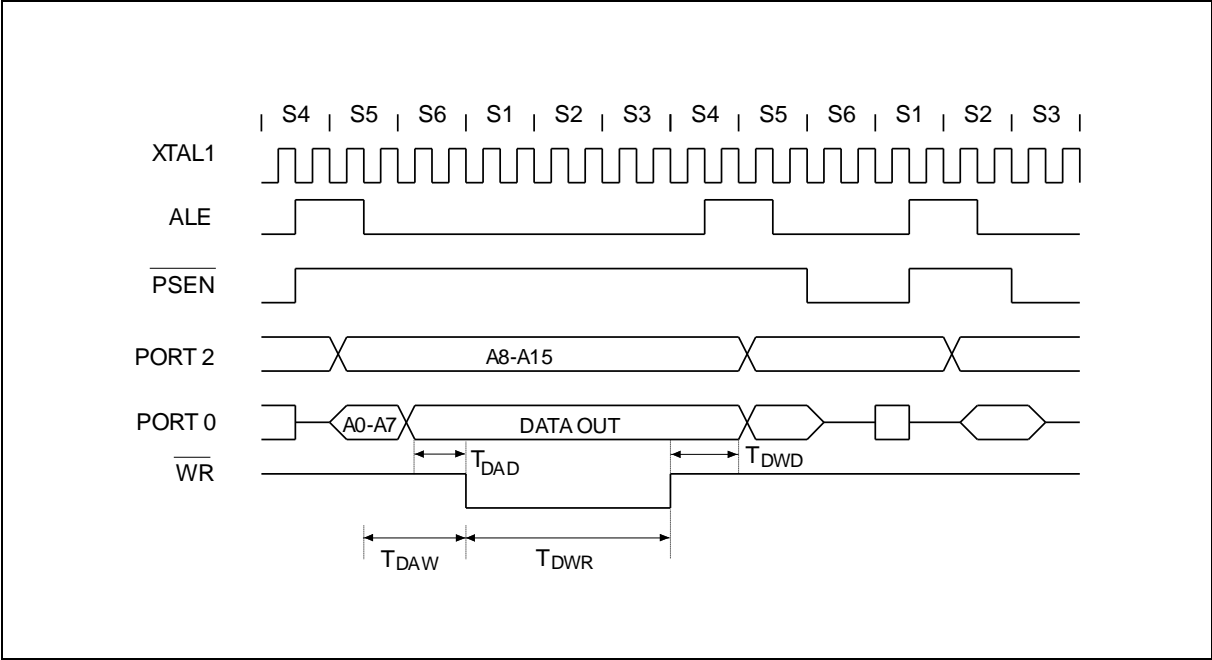 S4 S5 S6 S1 S2 S3 S4 S5 S6 S1 S2 S3
XTAL1
ALE
PSEN
PORT 2 A8-A15
PORT 0 A0-A7 DATA OUT
WR TDAD TDWD
TDAW TDWR